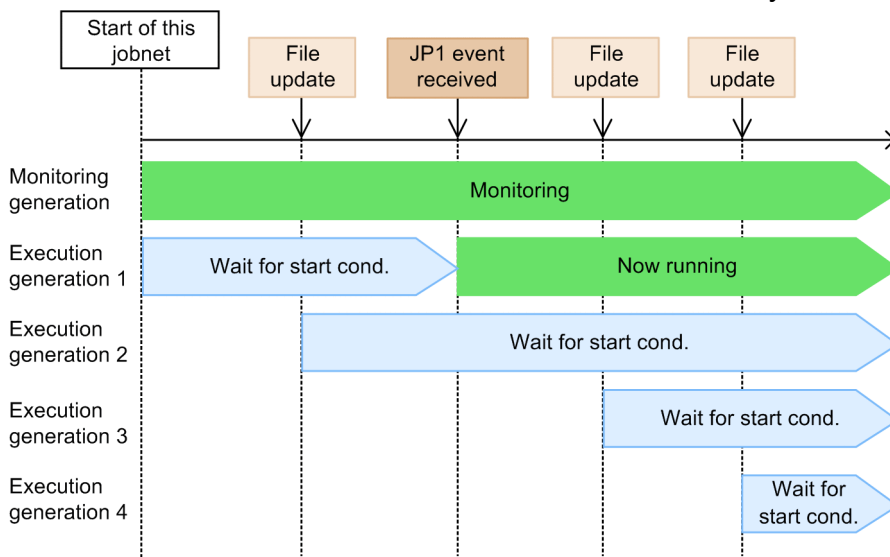 Start of this
jobnet
File
update
JP1 event
received
File
update
File
update
Monitoring
generation
Monitoring
Execution
generation 1
Wait for start cond.
Now running
Execution
generation 2
Wait for start cond.
Execution
generation 3
Wait for start cond.
Execution
generation 4
Wait for
start cond.